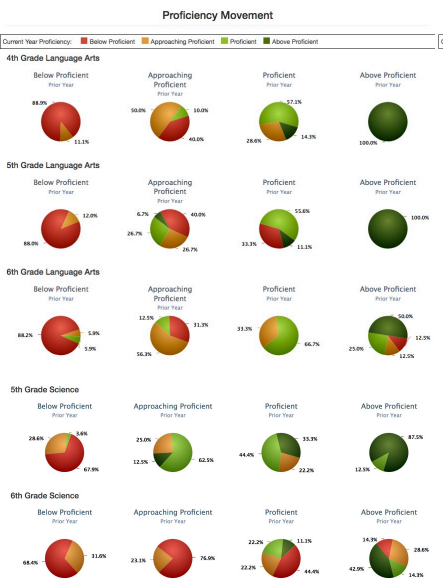 Proficiency Movement
Current Year Proficiency: Below Proficient Approaching Proficient Proficient Above Proficient
4th Grade Language Arts
Below Proficient Approaching Proficient Proficient Above Proficient
Prior Year Prior Year Prior Year Prior Year
88.9% 11.1%
50.0% 10.0% 40.0%
57.1% 14.3% 28.6%
100.0%
5th Grade Language Arts
Below Proficient Approaching Proficient Proficient Above Proficient
Prior Year Prior Year Prior Year Prior Year
12.0% 88.0%
6.7% 40.0% 26.7% 26.7%
55.6% 33.3% 11.1%
100.0%
6th Grade Language Arts
Below Proficient Approaching Proficient Proficient Above Proficient
Prior Year Prior Year Prior Year Prior Year
88.2% 5.9% 5.9%
12.5% 31.3% 56.3%
33.3% 66.7%
50.0% 12.5% 25.0% 12.5%
5th Grade Science
Below Proficient Approaching Proficient Proficient Above Proficient
Prior Year Prior Year Prior Year Prior Year
3.6% 28.6% 67.9%
25.0% 12.5% 62.5%
33.3% 44.4% 22.2%
87.5% 12.5%
6th Grade Science
Below Proficient Approaching Proficient Proficient Above Proficient
Prior Year Prior Year Prior Year Prior Year
31.6% 68.4%
76.9% 23.1%
22.2% 11.1% 22.2% 44.4%
14.3% 28.6% 42.9% 14.3%